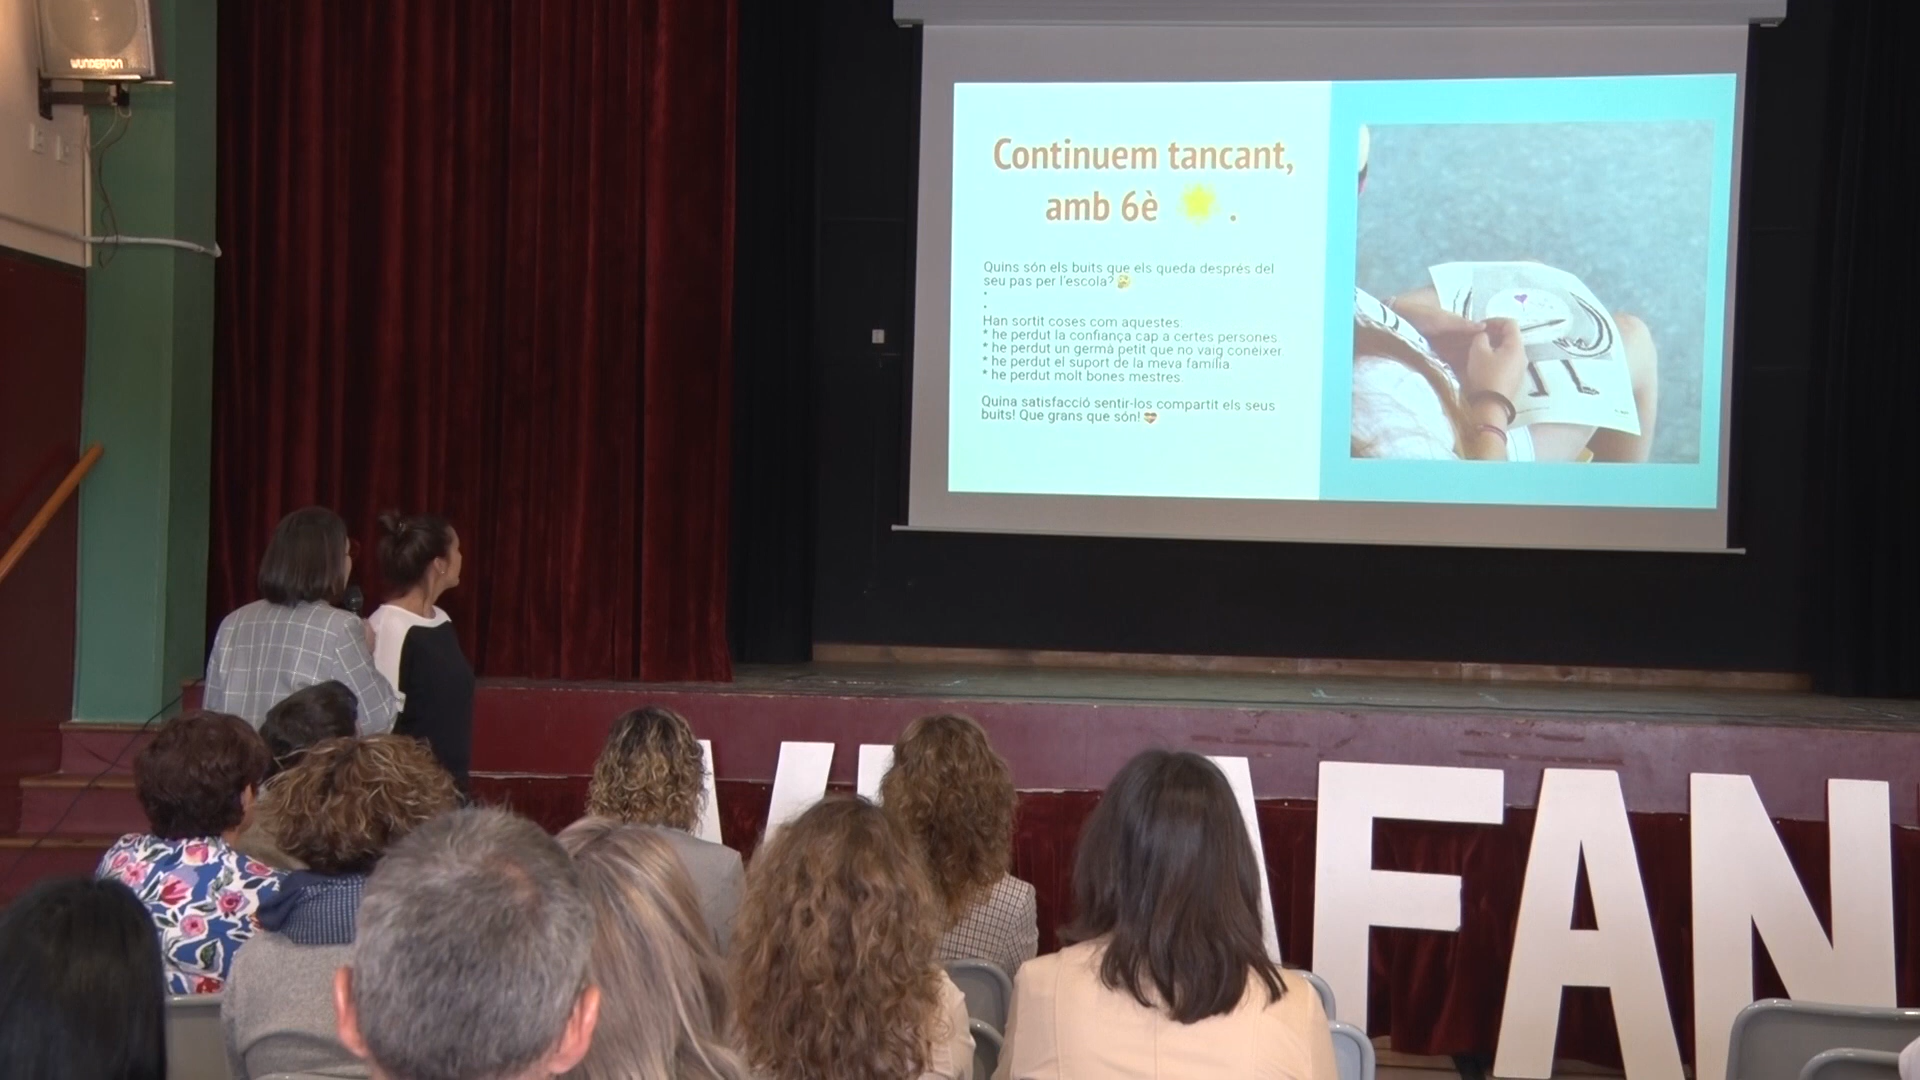 WUNDERTON
Continuem tancant,
amb 6è .
Quins són els buits que els queda després del
seu pas per l'escola?
Han sortit coses com aquestes:
* he perdut la confiança cap a certes persones
* he perdut un germà petit que no vaig conèixer.
* he perdut el suport de la meva família.
* he perdut molt bones mestres.
Quina satisfacció sentir-los compartit els seus
buits! Que grans que són!
AFAN